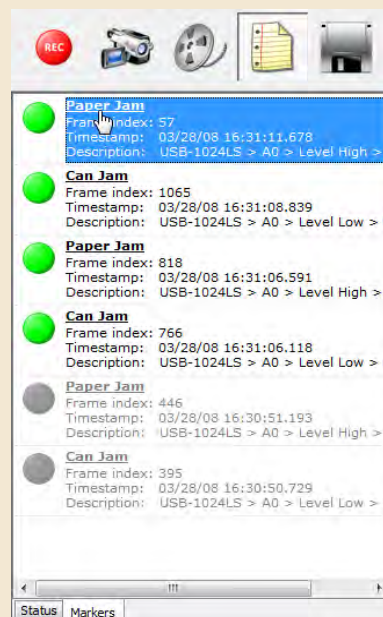 REC
Paper Jam
Frame index: 57
Timestamp: 03/28/08 16:31:11.678
Description: USB-1024LS > A0 > Level High >
Can Jam
Frame index: 1065
Timestamp: 03/28/08 16:31:08.839
Description: USB-1024LS > A0 > Level Low >
Paper Jam
Frame index: 818
Timestamp: 03/28/08 16:31:06.591
Description: USB-1024LS > A0 > Level High >
Can Jam
Frame index: 766
Timestamp: 03/28/08 16:31:06.118
Description: USB-1024LS > A0 > Level Low >
Paper Jam
Frame index: 446
Timestamp: 03/28/08 16:30:51.193
Description: USB-1024LS > A0 > Level High >
Can Jam
Frame index: 395
Timestamp: 03/28/08 16:30:50.729
Description: USB-1024LS > A0 > Level Low >
Status Markers